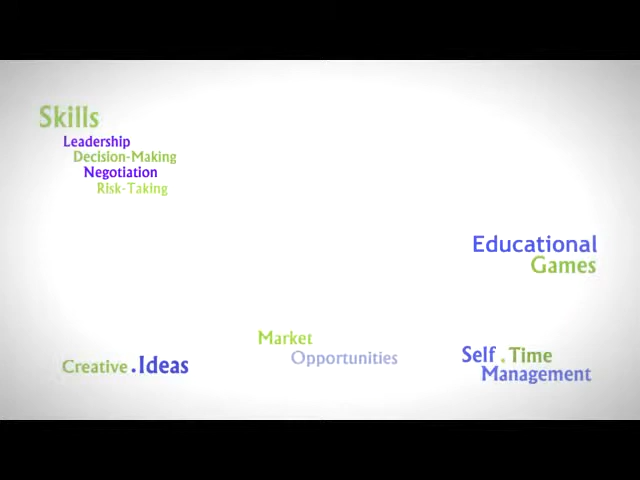 Skills
Leadership
Decision-Making
Negotiation
Risk-Taking
Educational
Games
Market
Opportunities
Creative .Ideas
Self .Time
Management